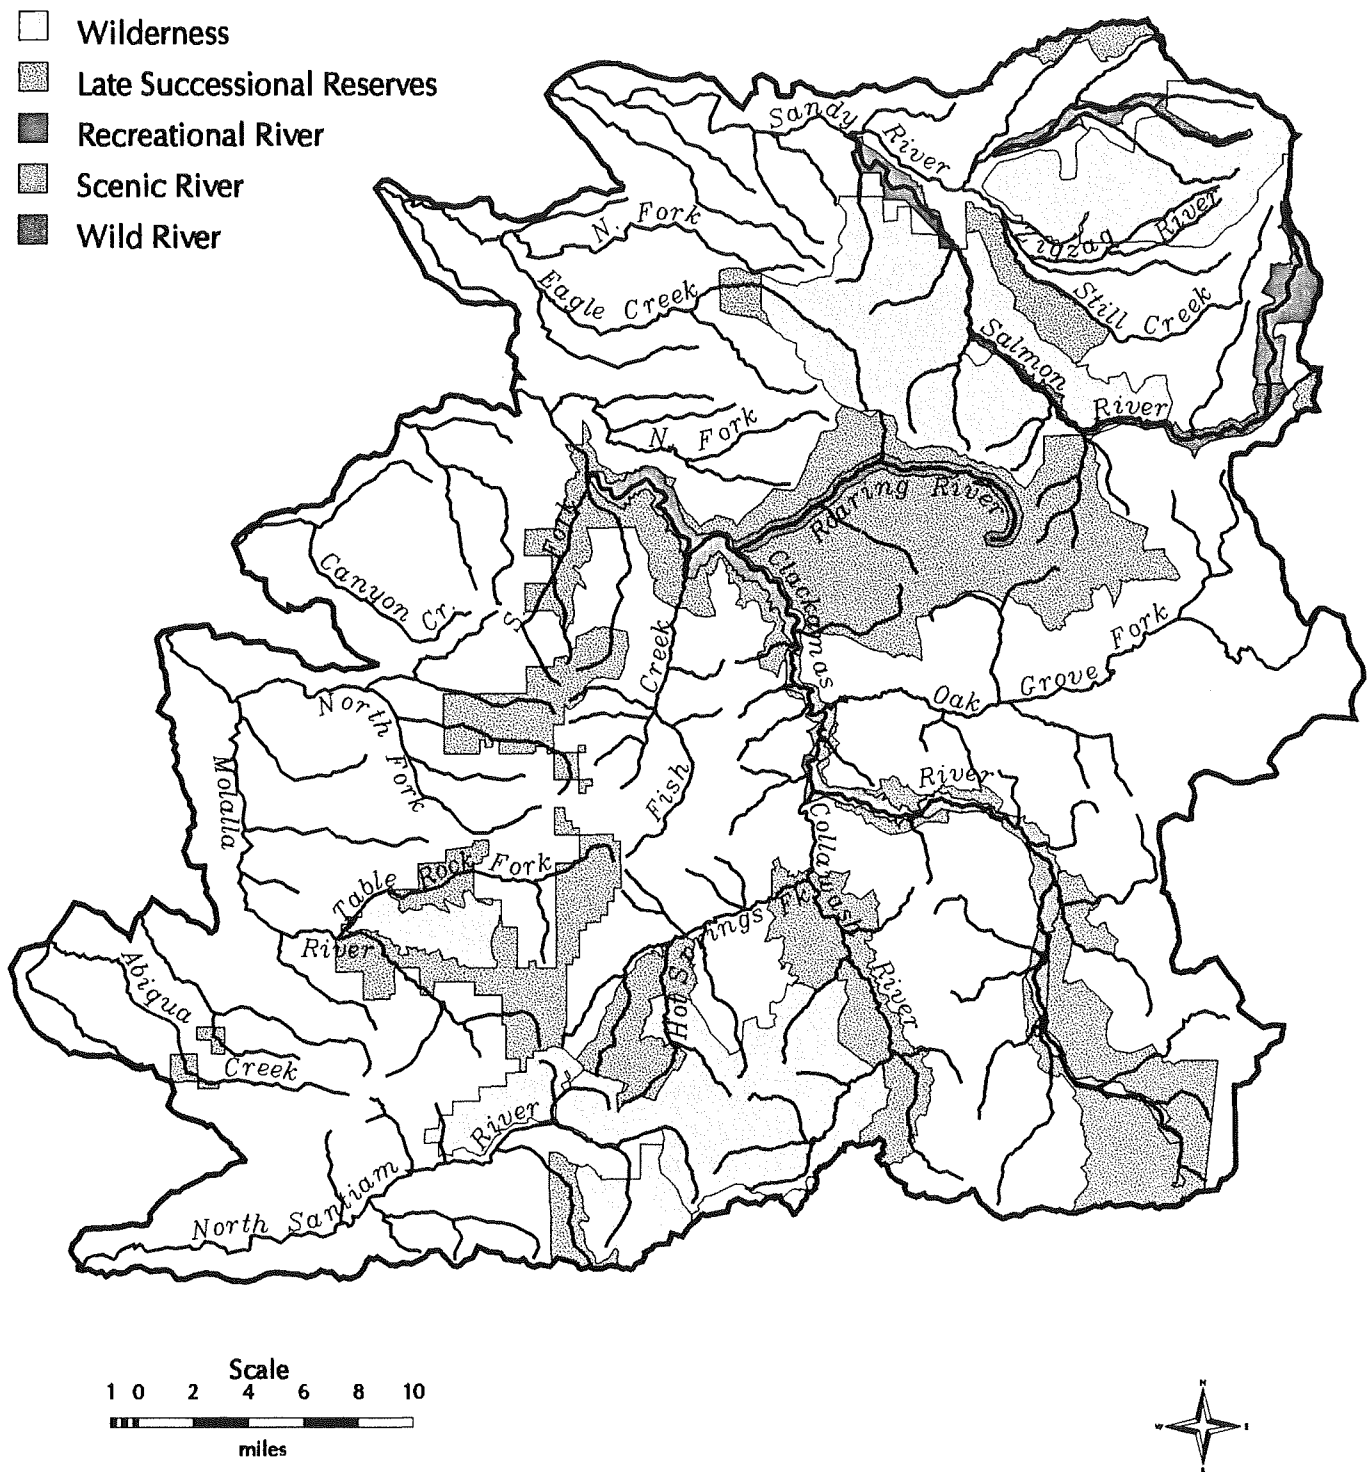 Wilderness
Late Successional Reserves
Recreational River
Scenic River
Wild River
Sandy River
N. Fork
Eagle Creek
Zigzag River
Still Creek
Salmon River
N. Fork
Roaring River
S. Fork
Canyon Cr.
Clackamas
Creek
Grove Fork
Oak
North Fork
Molalla
Fish
River
Collawash
Table Rock Fork
River
Hot Springs Fk.
River
Abiqua
Creek
River
North Santiam
Scale
1 0 2 4 6 8 10
miles
N
W
E